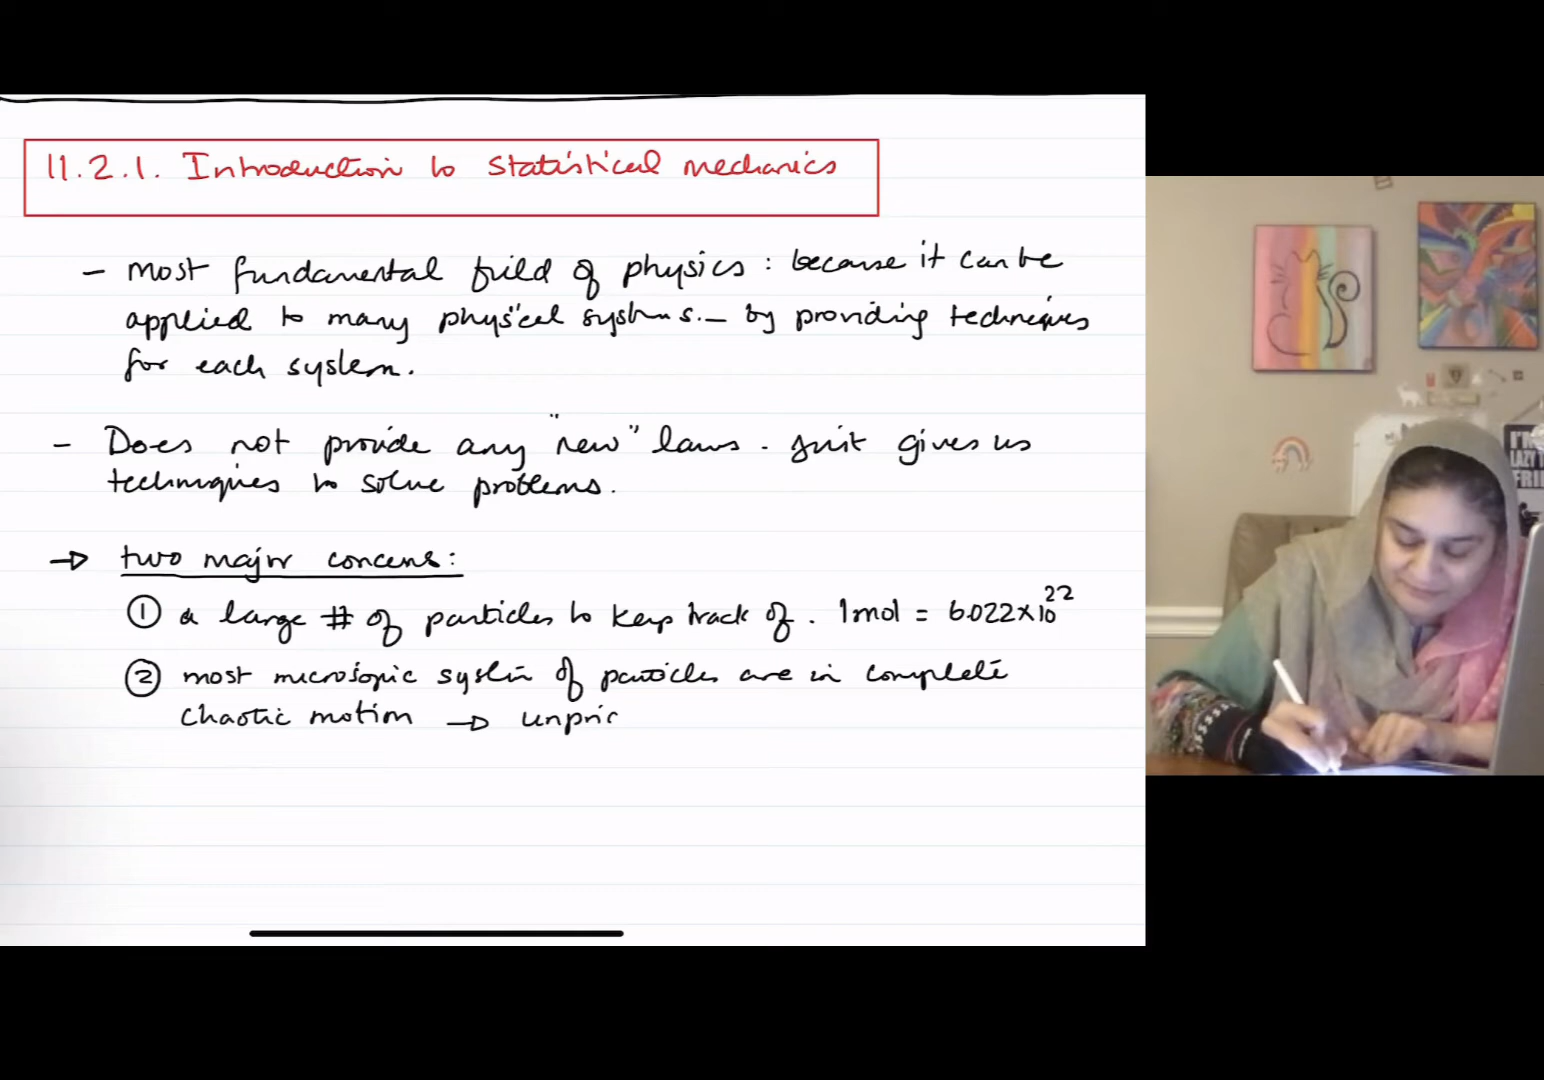 11.2.1. Introduction to Statistical mechanics
- most fundamental field of physics : because it can be
applied to many physical systems. - by providing techniques
for each system.
- Does not provide any "new" laws. Just gives us
techniques to solve problems.
→ two major concerns:
① a large # of particles to keep track of. 1mol = 6.022×10²²
② most microsopic system of particles are in complete
chaotic motion → unpric
I'M
LAZY
FRI